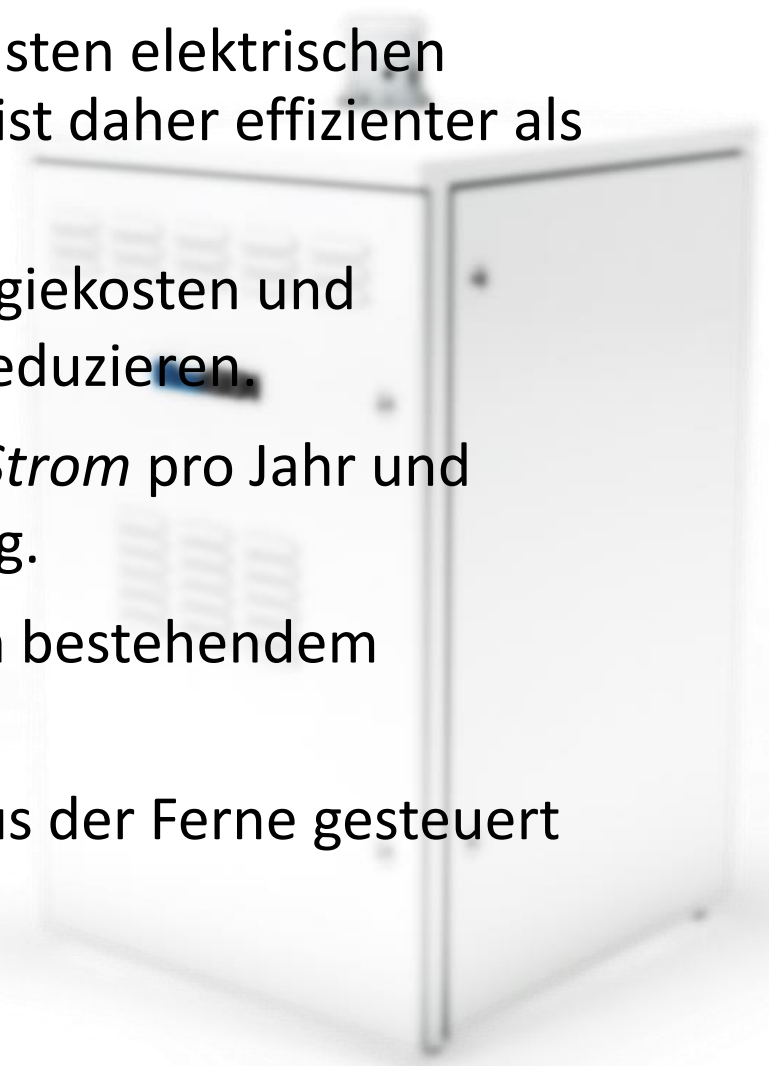 sten elektrischen
ist daher effizienter als
giekosten und
eduzieren.
Strom pro Jahr und
g.
n bestehendem
us der Ferne gesteuert